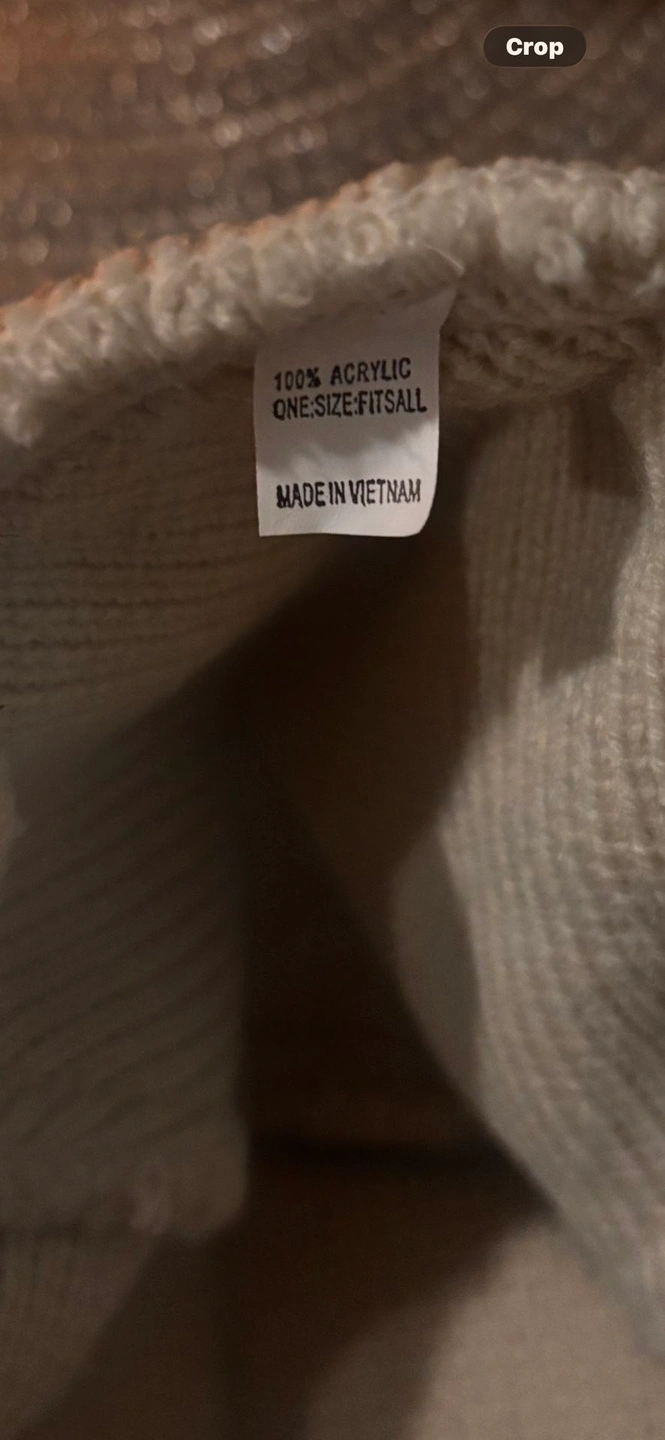 Crop
100% ACRYLIC
ONE:SIZE:FITSALL
MADE IN VIETNAM